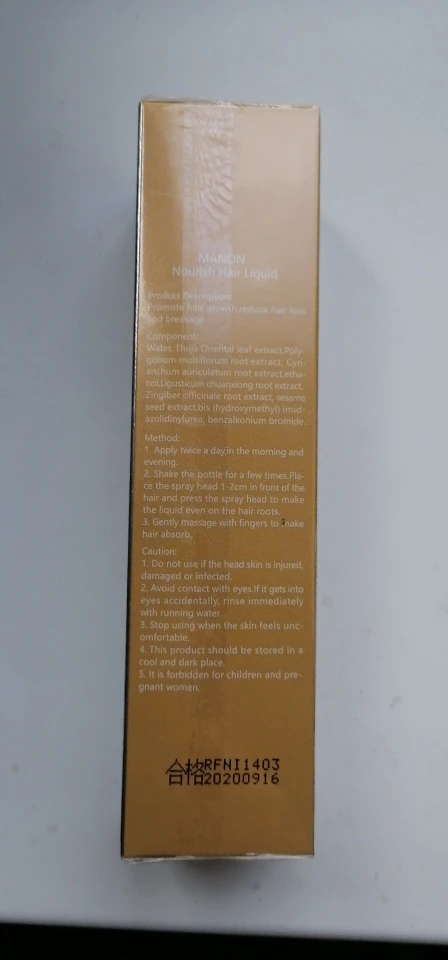 MANON
Nourish Hair Liquid
Product Description:
Promote hair growth,reduce hair loss
and breakage.
Component:
Water, Thuja Oriental leaf extract,Poly-
gonum multiflorum root extract, Cyn-
anchum auriculatum root extract,etha-
nol,Ligusticum chuanxiong root extract,
Zingiber officinale root extract, sesame
seed extract,bis (hydroxymethyl) imid-
azolidinylurea, benzalkonium bromide.
Method:
1. Apply twice a day,in the morning and
evening.
2. Shake the bottle for a few times.Pla-
ce the spray head 1-2cm in front of the
hair and press the spray head to make
the liquid even on the hair roots.
3. Gently massage with fingers to make
hair absorb.
Caution:
1. Do not use if the head skin is injured,
damaged or infected.
2. Avoid contact with eyes.If it gets into
eyes accidentally, rinse immediately
with running water.
3. Stop using when the skin feels unc-
omfortable.
4. This product should be stored in a
cool and dark place.
5. It is forbidden for children and pre-
gnant women.
合格RFNI1403
20200916